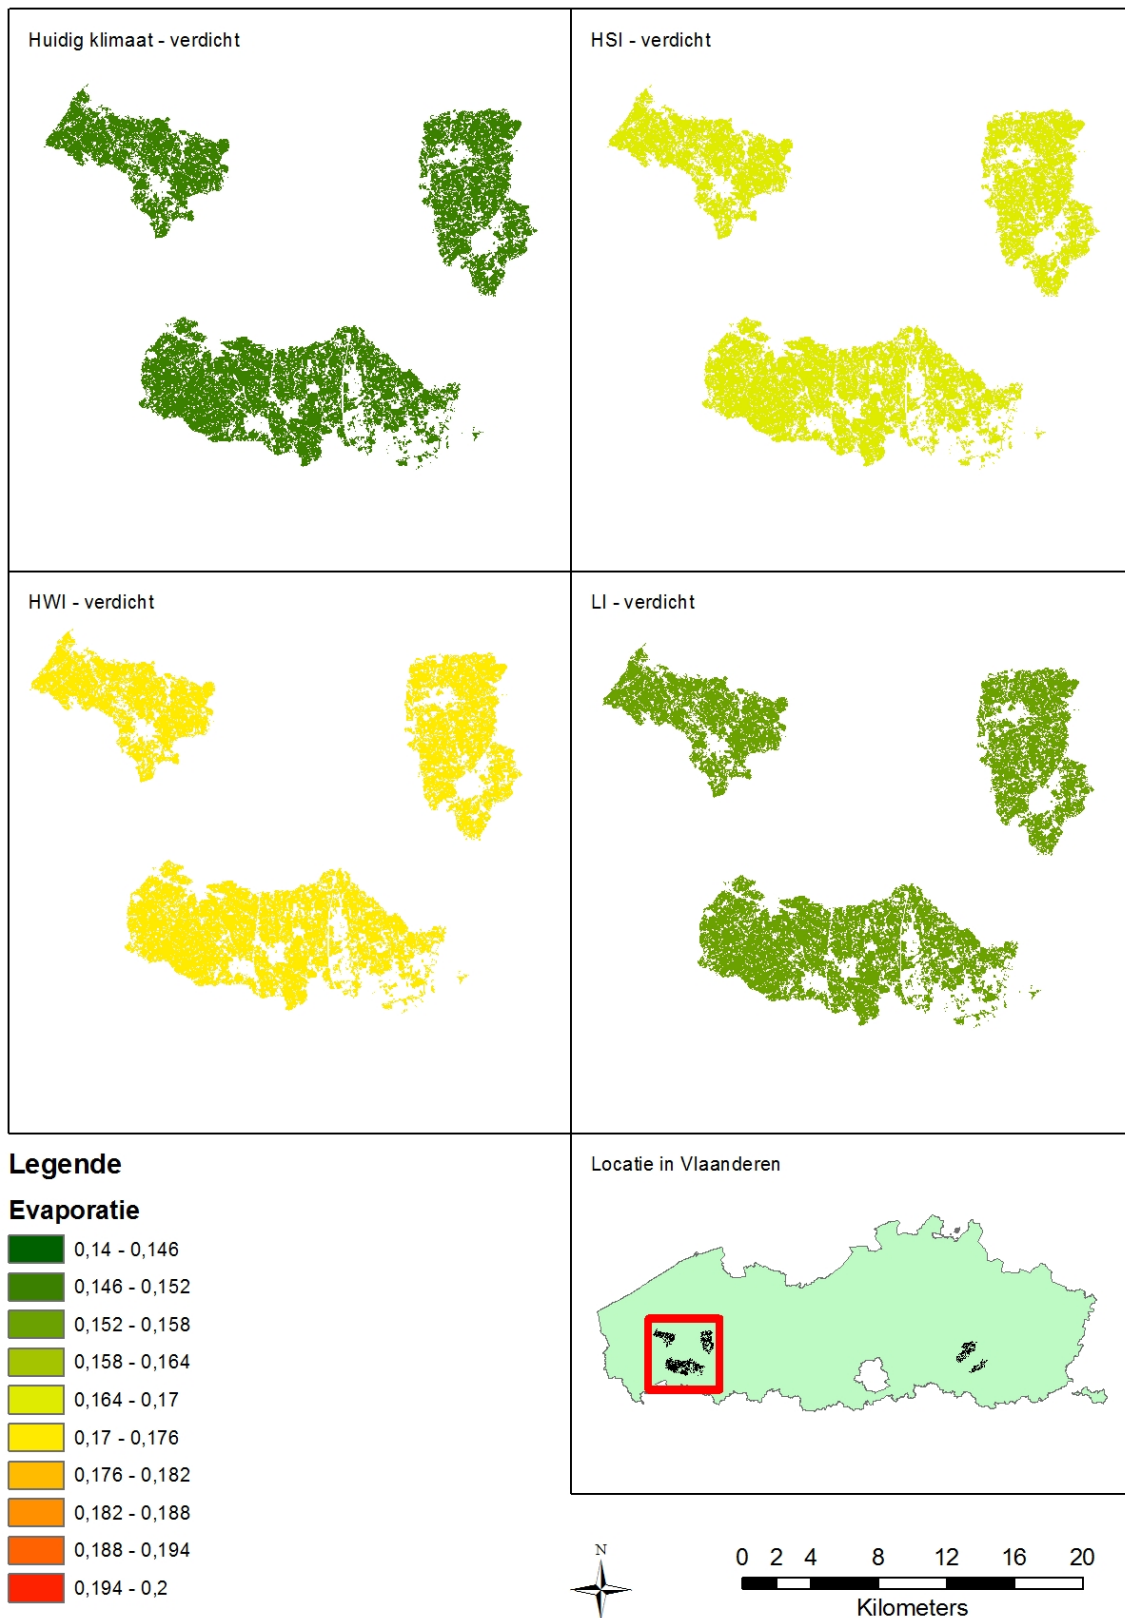 Huidig klimaat - verdicht
HSI - verdicht
HWI - verdicht
LI - verdicht
Legende
Evaporatie
0,14 - 0,146
0,146 - 0,152
0,152 - 0,158
0,158 - 0,164
0,164 - 0,17
0,17 - 0,176
0,176 - 0,182
0,182 - 0,188
0,188 - 0,194
0,194 - 0,2
Locatie in Vlaanderen
N
0 2 4 8 12 16 20
Kilometers